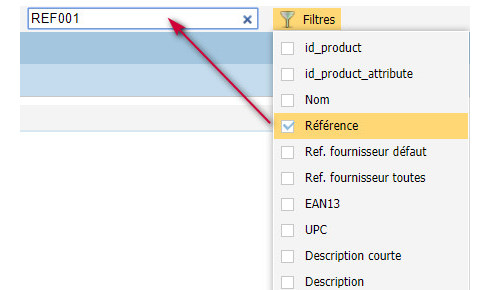 REF001
Filtres
id_product
id_product_attribute
Nom
Référence
Ref. fournisseur défaut
Ref. fournisseur toutes
EAN13
UPC
Description courte
Description